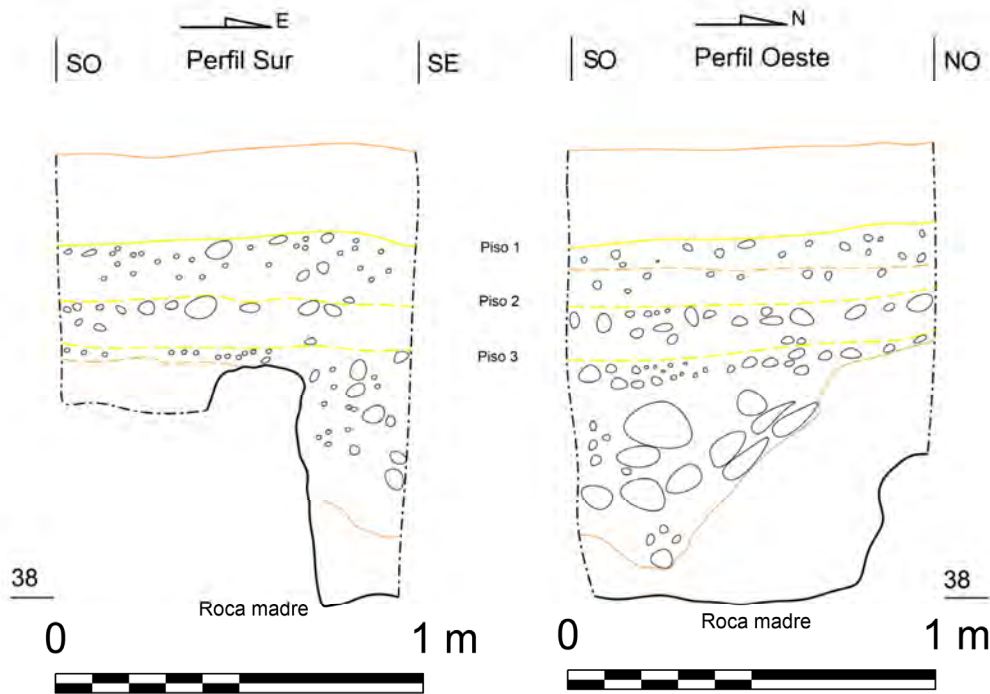 E
SO Perfil Sur SE
N
SO Perfil Oeste NO
Piso 1
Piso 2
Piso 3
38
Roca madre
38
Roca madre
0 1 m
0 1 m